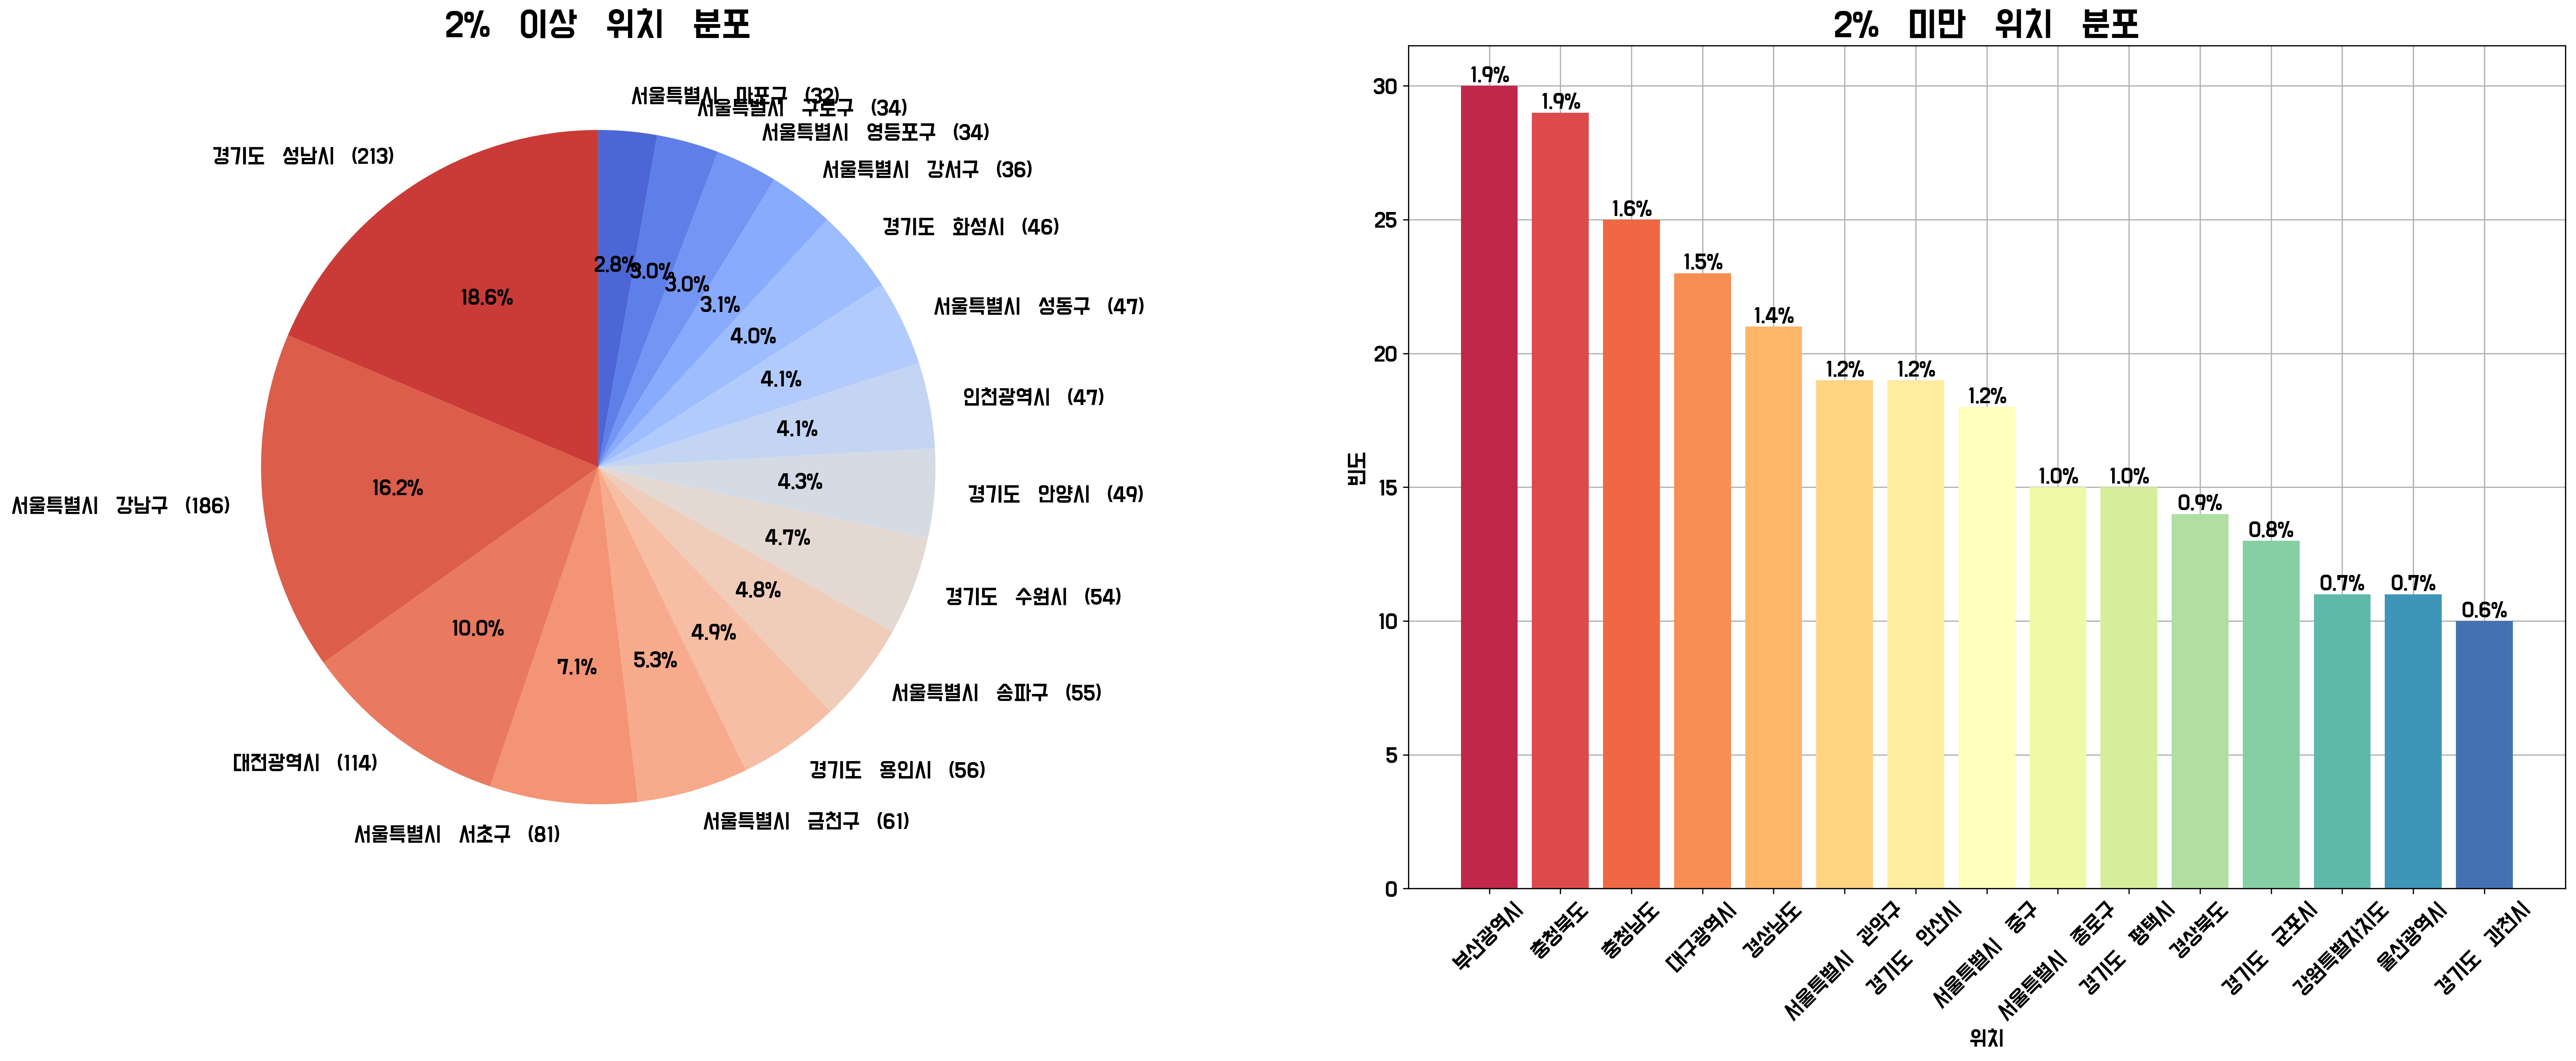 2% 이상 위치 분포
서울특별시 마포구 (32)
서울특별시 구로구 (34)
서울특별시 영등포구 (34)
서울특별시 강서구 (36)
경기도 화성시 (46)
서울특별시 성동구 (47)
인천광역시 (47)
경기도 안양시 (49)
경기도 수원시 (54)
서울특별시 송파구 (55)
경기도 용인시 (56)
서울특별시 금천구 (61)
서울특별시 서초구 (81)
대전광역시 (114)
서울특별시 강남구 (186)
경기도 성남시 (213)
2.8%
3.0%
3.0%
3.1%
4.0%
4.1%
4.1%
4.3%
4.7%
4.8%
4.9%
5.3%
7.1%
10.0%
16.2%
18.6%
2% 미만 위치 분포
빈도
30
25
20
15
10
5
0
1.9%
1.9%
1.6%
1.5%
1.4%
1.2%
1.2%
1.2%
1.0%
1.0%
0.9%
0.8%
0.7%
0.7%
0.6%
부산광역시
충청북도
충청남도
대구광역시
경상남도
서울특별시 관악구
경기도 안산시
서울특별시 중구
서울특별시 종로구
경기도 평택시
경상북도
경기도 군포시
강원특별자치도
울산광역시
경기도 과천시
위치